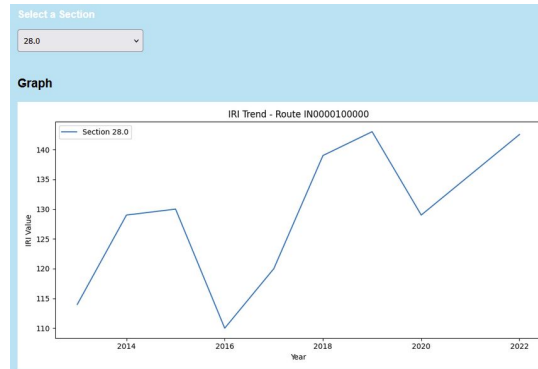 Select a Section
28.0
Graph
IRI Trend - Route IN0000100000
Section 28.0
140
135
130
125
120
115
110
IRI Value
2014
2016
2018
2020
2022
Year